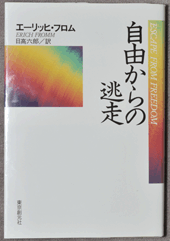 エーリッヒ・フロム
ERICH FROMM
日高六郎/訳
自由からの
逃走
ESCAPE FROM FREEDOM
東京創元社